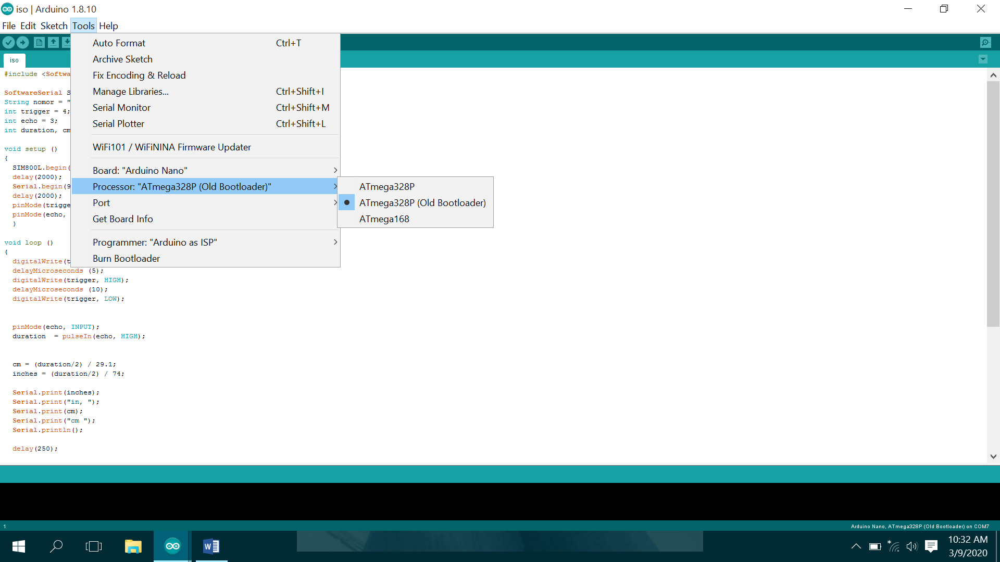 iso | Arduino 1.8.10
File Edit Sketch Tools Help
iso
Auto Format Ctrl+T
Archive Sketch
Fix Encoding & Reload
Manage Libraries... Ctrl+Shift+I
Serial Monitor Ctrl+Shift+M
Serial Plotter Ctrl+Shift+L
WiFi101 / WiFiNINA Firmware Updater
Board: "Arduino Nano"
Processor: "ATmega328P (Old Bootloader)"
Port
Get Board Info
Programmer: "Arduino as ISP"
Burn Bootloader
ATmega328P
ATmega328P (Old Bootloader)
ATmega168
#include <Softwa
SoftwareSerial S
String nomor = "
int trigger = 4;
int echo = 3;
int duration, cm
void setup ()
{
SIM800L.begin(
delay(2000);
Serial.begin(9
delay(2000);
pinMode(trigge
pinMode(echo,
}
void loop ()
{
digitalWrite(t
delayMicroseconds (5);
digitalWrite(trigger, HIGH);
delayMicroseconds (10);
digitalWrite(trigger, LOW);
pinMode(echo, INPUT);
duration  = pulseIn(echo, HIGH);
cm = (duration/2) / 29.1;
inches = (duration/2) / 74;
Serial.print(inches);
Serial.print("in, ");
Serial.print(cm);
Serial.print("cm ");
Serial.println();
delay(250);
1
Arduino Nano, ATmega328P (Old Bootloader) on COM7
10:32 AM
3/9/2020